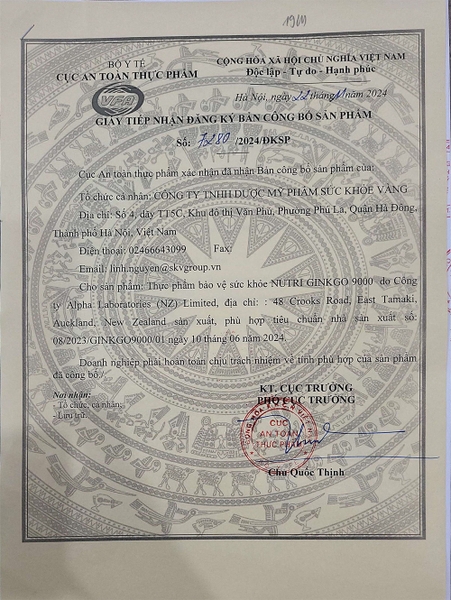 1911
BỘ Y TẾ
CỤC AN TOÀN THỰC PHẨM
CỘNG HÒA XÃ HỘI CHỦ NGHĨA VIỆT NAM
Độc lập - Tự do - Hạnh phúc
VFA
Hà Nội, ngày 22 tháng 11 năm 2024
GIẤY TIẾP NHẬN ĐĂNG KÝ BẢN CÔNG BỐ SẢN PHẨM
Số: 7280 /2024/ĐKSP
Cục An toàn thực phẩm xác nhận đã nhận Bản công bố sản phẩm của:
Tổ chức cá nhân: CÔNG TY TNHH DƯỢC MỸ PHẨM SỨC KHỎE VÀNG
Địa chỉ: Số 4, dãy T15C, Khu đô thị Văn Phú, Phường Phú La, Quận Hà Đông,
Thành phố Hà Nội, Việt Nam
Điện thoại: 02466643099 Fax:
Email: linh.nguyen@skvgroup.vn
Cho sản phẩm: Thực phẩm bảo vệ sức khỏe NUTRI GINKGO 9000 do Công
ty Alpha Laboratories (NZ) Limited, địa chỉ: : 48 Crooks Road, East Tamaki,
Auckland, New Zealand sản xuất, phù hợp tiêu chuẩn nhà sản xuất số:
08/2023/GINKGO9000/01 ngày 10 tháng 06 năm 2024.
Doanh nghiệp phải hoàn toàn chịu trách nhiệm về tính phù hợp của sản phẩm
đã công bố./.
Nơi nhận:
- Tổ chức, cá nhân;
- Lưu trữ.
KT. CỤC TRƯỞNG
PHÓ CỤC TRƯỞNG
CỤC
AN TOÀN
THỰC PHẨM
Chu Quốc Thịnh